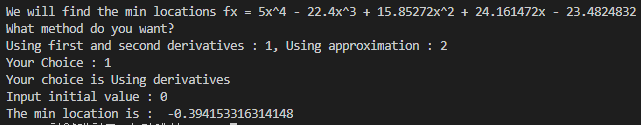 We will find the min locations fx = 5x^4 - 22.4x^3 + 15.85272x^2 + 24.161472x - 23.4824832
What method do you want?
Using first and second derivatives : 1, Using approximation : 2
Your Choice : 1
Your choice is Using derivatives
Input initial value : 0
The min location is :  -0.394153316314148